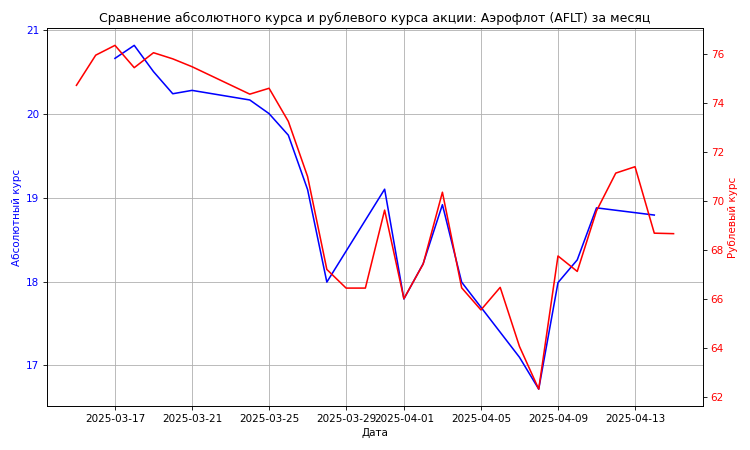 Сравнение абсолютного курса и рублевого курса акции: Аэрофлот (AFLT) за месяц
21
20
19
18
17
Абсолютный курс
76
74
72
70
68
66
64
62
Рублевый курс
2025-03-17 2025-03-21 2025-03-25 2025-03-29 2025-04-01 2025-04-05 2025-04-09 2025-04-13
Дата